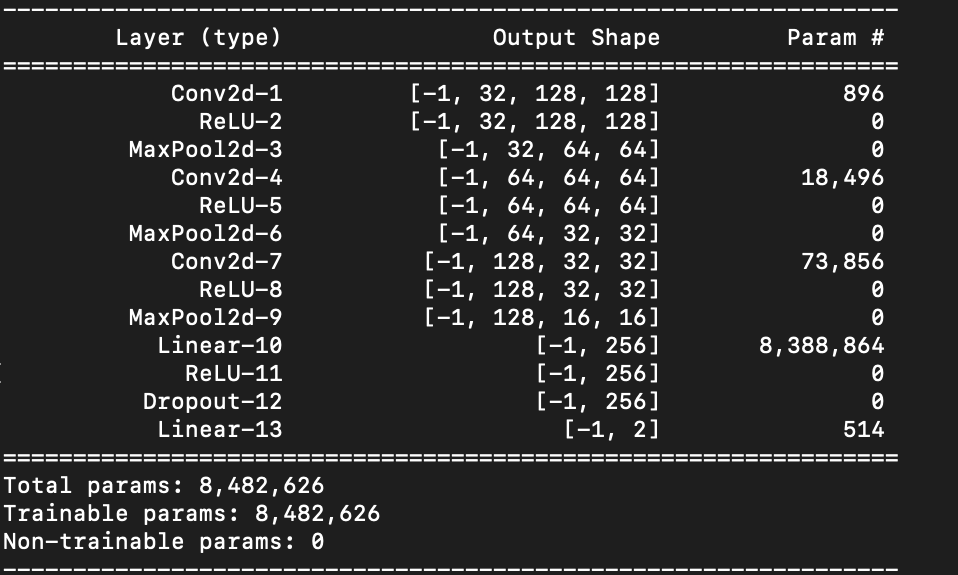 ----------------------------------------------------------------
        Layer (type)               Output Shape         Param #
================================================================
            Conv2d-1         [-1, 32, 128, 128]             896
              ReLU-2         [-1, 32, 128, 128]               0
         MaxPool2d-3           [-1, 32, 64, 64]               0
            Conv2d-4           [-1, 64, 64, 64]          18,496
              ReLU-5           [-1, 64, 64, 64]               0
         MaxPool2d-6           [-1, 64, 32, 32]               0
            Conv2d-7          [-1, 128, 32, 32]          73,856
              ReLU-8          [-1, 128, 32, 32]               0
         MaxPool2d-9          [-1, 128, 16, 16]               0
           Linear-10                  [-1, 256]       8,388,864
             ReLU-11                  [-1, 256]               0
          Dropout-12                  [-1, 256]               0
           Linear-13                    [-1, 2]             514
================================================================
Total params: 8,482,626
Trainable params: 8,482,626
Non-trainable params: 0
----------------------------------------------------------------